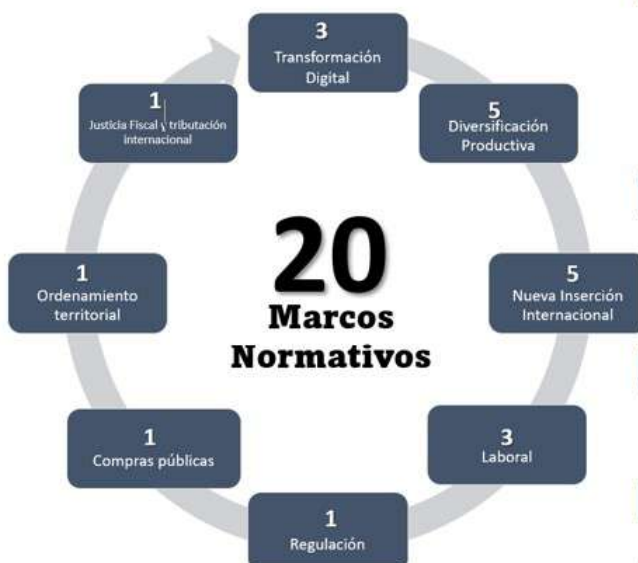 3
Transformación
Digital
5
Diversificación
Productiva
5
Nueva Inserción
Internacional
3
Laboral
1
Regulación
1
Compras públicas
1
Ordenamiento
territorial
1
Justicia Fiscal y tributación
internacional
20
Marcos
Normativos